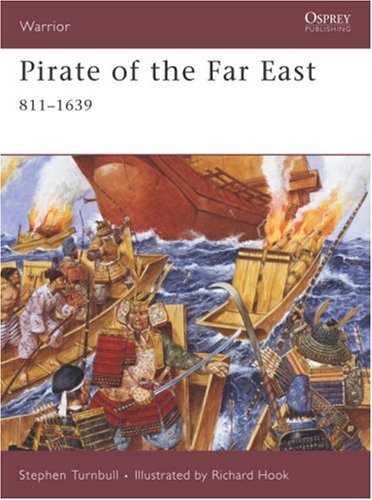 Warrior
OSPREY
PUBLISHING
Pirate of the Far East
811–1639
Stephen Turnbull • Illustrated by Richard Hook